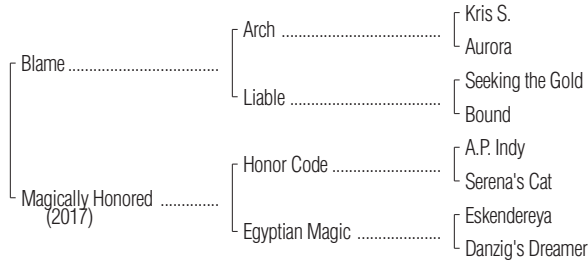 Kris S.
Arch
Aurora
Blame
Seeking the Gold
Liable
Bound
A.P. Indy
Honor Code
Serena's Cat
Magically Honored
(2017)
Eskendereya
Egyptian Magic
Danzig's Dreamer